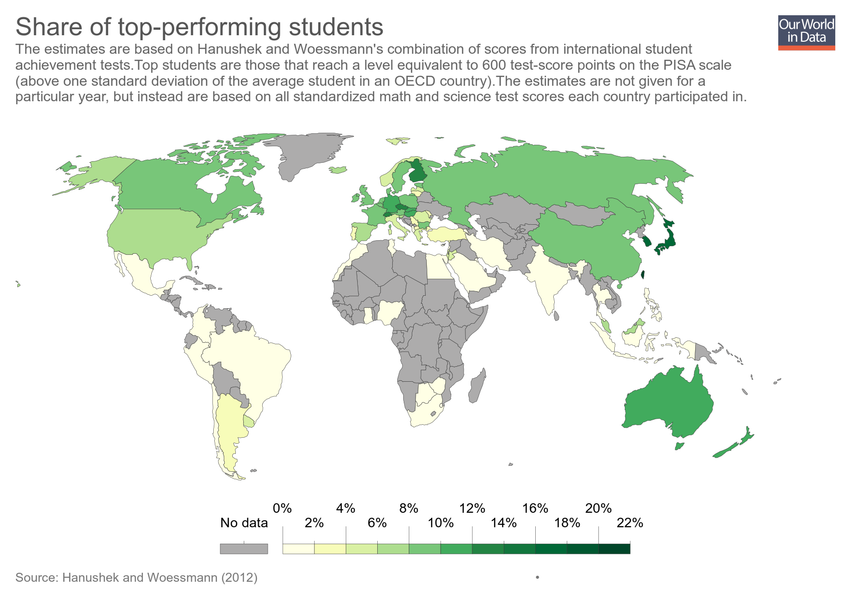 Share of top-performing students
Our World
in Data
The estimates are based on Hanushek and Woessmann's combination of scores from international student
achievement tests.Top students are those that reach a level equivalent to 600 test-score points on the PISA scale
(above one standard deviation of the average student in an OECD country).The estimates are not given for a
particular year, but instead are based on all standardized math and science test scores each country participated in.
0% 4% 8% 12% 16% 20%
No data 2% 6% 10% 14% 18% 22%
Source: Hanushek and Woessmann (2012)